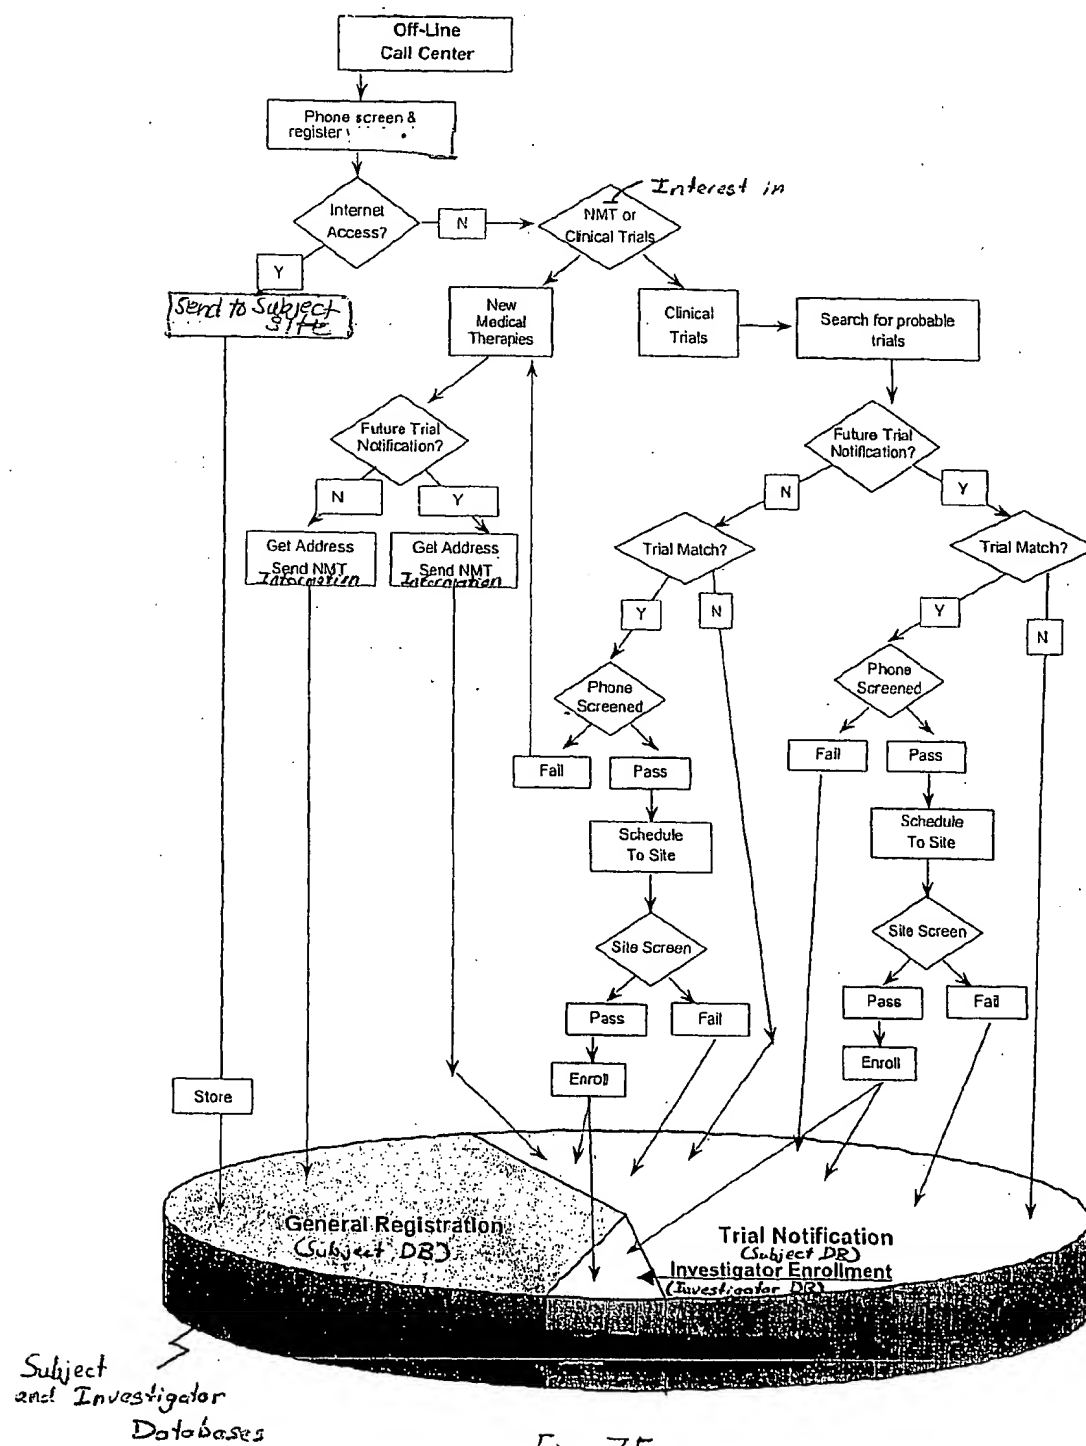 Off-Line
Call Center
Phone screen &
register
Internet
Access?
N
Interest in
NMT or
Clinical Trials
Y
Send to Subject
site
New
Medical
Therapies
Clinical
Trials
Search for probable
trials
Future Trial
Notification?
Future Trial
Notification?
N
Y
N
Y
Get Address
Send NMT
Information
Get Address
Send NMT
Information
Trial Match?
Trial Match?
Y
N
Y
N
Phone
Screened
Phone
Screened
Fail
Pass
Fail
Pass
Schedule
To Site
Schedule
To Site
Site Screen
Site Screen
Pass
Fail
Pass
Fail
Enroll
Enroll
Store
General Registration
(Subject DB)
Trial Notification
(Subject DB)
Investigator Enrollment
(Investigator DB)
Subject
and Investigator
Databases